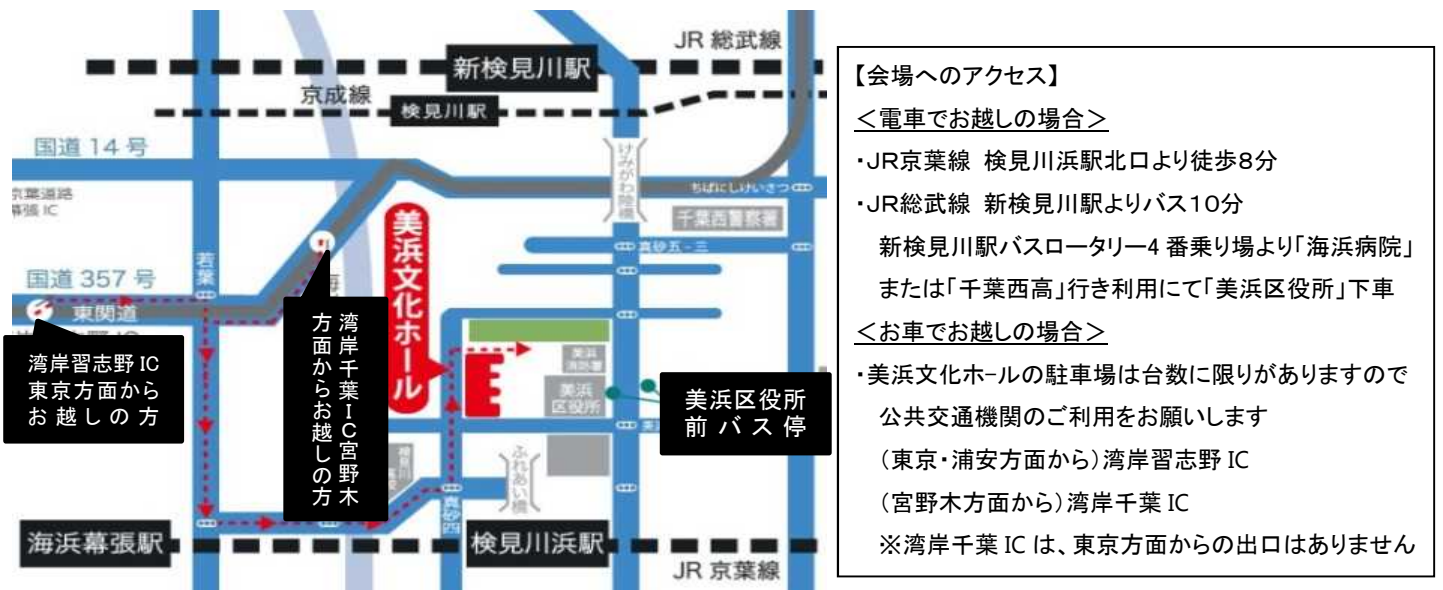 JR 総武線
新検見川駅
京成線
検見川駅
国道 14 号
けみがわ陸橋
ちばにしけいさつ
京葉道路
幕張 IC
千葉西警察署
美浜文化ホール
真砂五-三
若葉
国道 357 号
東関道
湾岸習志野 IC
東京方面から
お越しの方
湾岸千葉IC宮野木
方面からお越しの方
美浜
消防署
美浜
区役所
美浜区役所
前バス停
ふれあい橋
真砂四
海浜幕張駅
検見川浜駅
JR 京葉線
【会場へのアクセス】
<電車でお越しの場合>
・JR京葉線 検見川浜駅北口より徒歩8分
・JR総武線 新検見川駅よりバス10分
新検見川駅バスロータリー4 番乗り場より「海浜病院」
または「千葉西高」行き利用にて「美浜区役所」下車
<お車でお越しの場合>
・美浜文化ホールの駐車場は台数に限りがありますので
公共交通機関のご利用をお願いします
(東京・浦安方面から)湾岸習志野 IC
(宮野木方面から)湾岸千葉 IC
※湾岸千葉 IC は、東京方面からの出口はありません